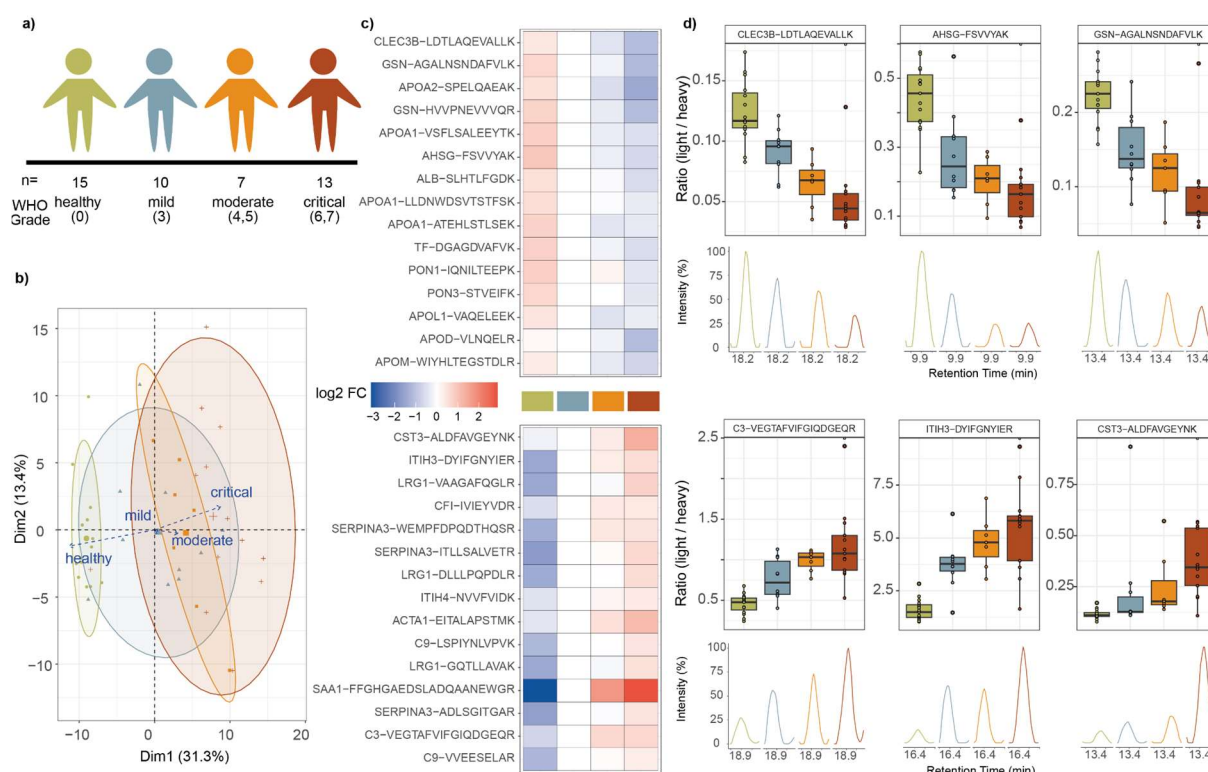 a)
n= 15 10 7 13
WHO Grade healthy mild moderate critical
(0) (3) (4,5) (6,7)
b)
Dim2 (13.4%)
15
10
5
0
−5
−10
critical
mild
moderate
healthy
−10 0 10 20
Dim1 (31.3%)
c)
CLEC3B−LDTLAQEVALLK
GSN−AGALNSNDAFVLK
APOA2−SPELQAEAK
GSN−HVVPNEVVVQR
APOA1−VSFLSALEEYTK
AHSG−FSVVYAK
ALB−SLHTLFGDK
APOA1−LLDNWDSVTSTFSK
APOA1−ATEHLSTLSEK
TF−DGAGDVAFVK
PON1−IQNILTEEPK
PON3−STVEIFK
APOL1−VAQELEEK
APOD−VLNQELR
APOM−WIYHLTEGSTDLR
log2 FC
−3 −2 −1 0 1 2
CST3−ALDFAVGEYNK
ITIH3−DYIFGNYIER
LRG1−VAAGAFQGLR
CFI−IVIEYVDR
SERPINA3−WEMPFDPQDTHQSR
SERPINA3−ITLLSALVETR
LRG1−DLLLPQPDLR
ITIH4−NVVFVIDK
ACTA1−EITALAPSTMK
C9−LSPIYNLVPVK
LRG1−GQTLLAVAK
SAA1−FFGHGAEDSLADQAANEWGR
SERPINA3−ADLSGITGAR
C3−VEGTAFVIFGIQDGEQR
C9−VVEESELAR
d)
CLEC3B−LDTLAQEVALLK AHSG−FSVVYAK GSN−AGALNSNDAFVLK
Ratio (light / heavy)
0.15
0.10
0.05
0.5
0.3
0.1
0.2
0.1
Intensity (%)
100
75
50
25
0
18.2 18.2 18.2 18.2 9.9 9.9 9.9 9.9 13.4 13.4 13.4 13.4
Retention Time (min)
C3−VEGTAFVIFGIQDGEQR ITIH3−DYIFGNYIER CST3−ALDFAVGEYNK
Ratio (light / heavy)
2.5
1.5
1.0
0.5
7.5
5.0
2.5
0.75
0.50
0.25
Intensity (%)
100
75
50
25
0
18.9 18.9 18.9 18.9 16.4 16.4 16.4 16.4 13.4 13.4 13.4 13.4
Retention Time (min)